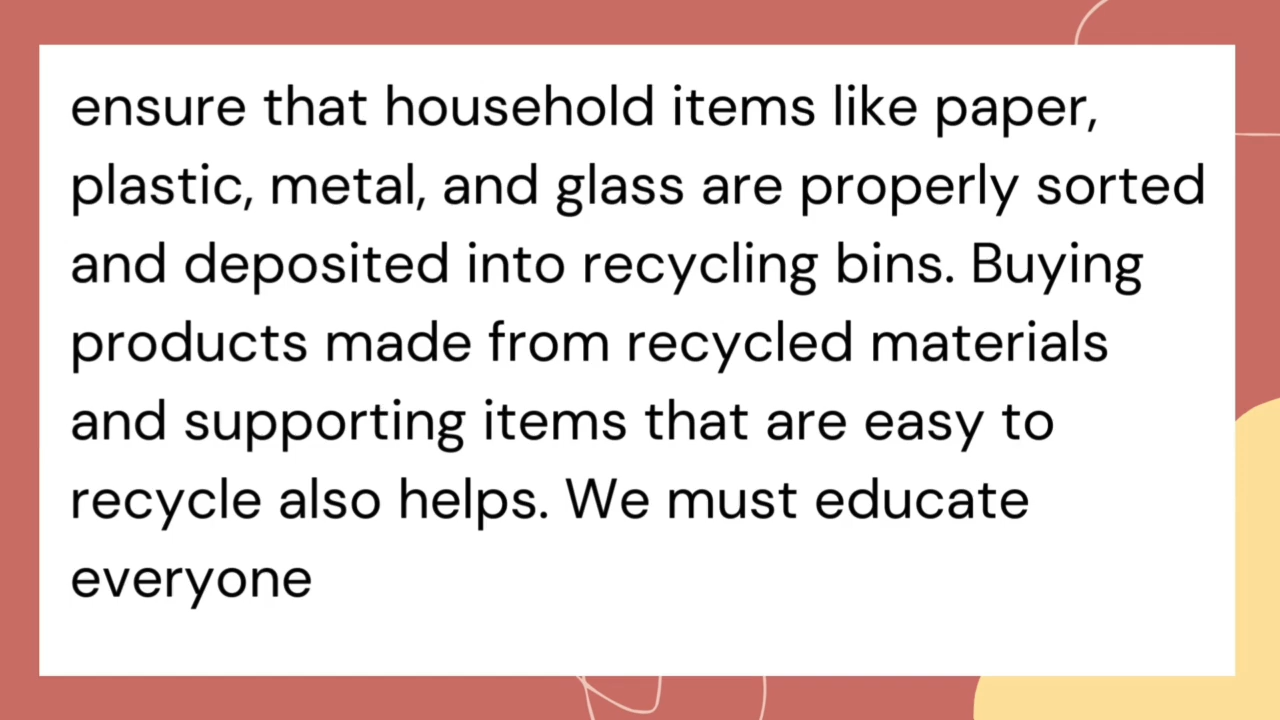 ensure that household items like paper,
plastic, metal, and glass are properly sorted
and deposited into recycling bins. Buying
products made from recycled materials
and supporting items that are easy to
recycle also helps. We must educate
everyone